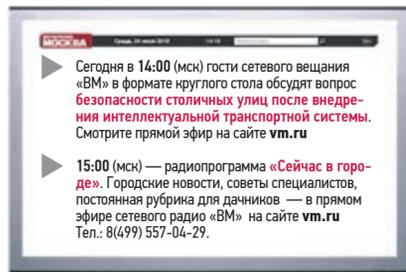 МОСКВА
Сегодня в 14:00 (мск) гости сетевого вещания
«ВМ» в формате круглого стола обсудят вопрос
безопасности столичных улиц после внедре-
ния интеллектуальной транспортной системы.
Смотрите прямой эфир на сайте vm.ru
15:00 (мск) — радиопрограмма «Сейчас в горо-
де». Городские новости, советы специалистов,
постоянная рубрика для дачников — в прямом
эфире сетевого радио «ВМ» на сайте vm.ru
Тел.: 8(499) 557-04-29.